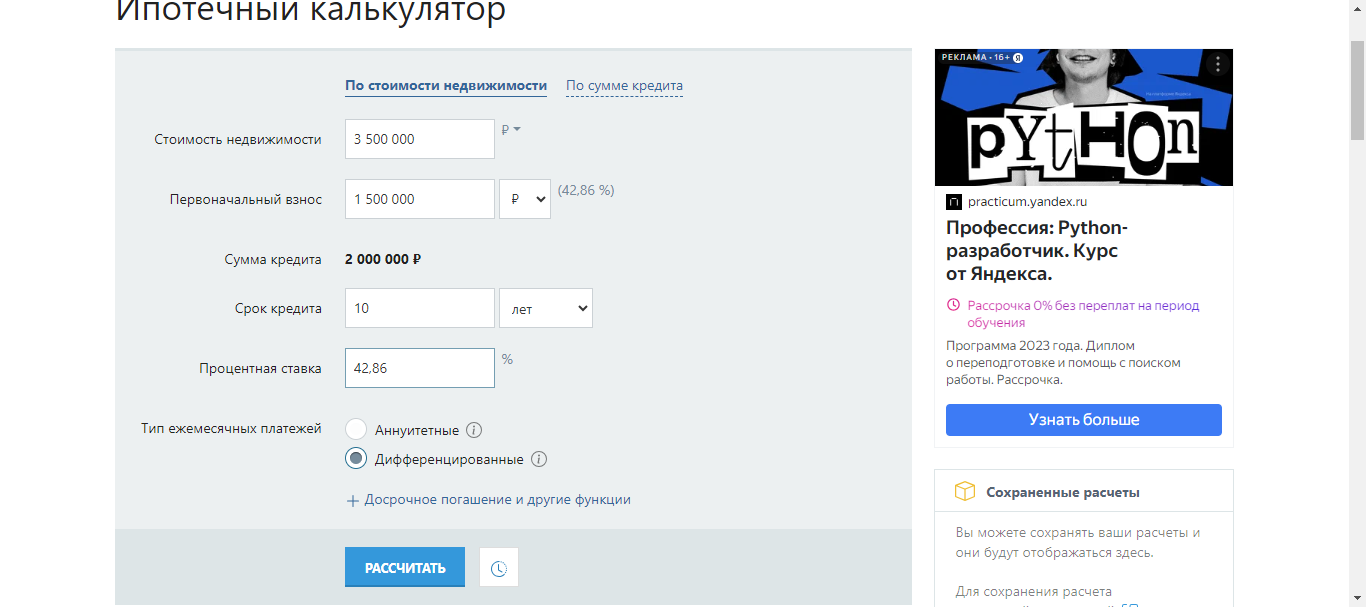 Ипотечный калькулятор
По стоимости недвижимости По сумме кредита
Стоимость недвижимости 3 500 000 ₽
Первоначальный взнос 1 500 000 ₽ (42,86 %)
Сумма кредита 2 000 000 ₽
Срок кредита 10 лет
Процентная ставка 42,86 %
Тип ежемесячных платежей Аннуитетные
Дифференцированные
+ Досрочное погашение и другие функции
РАССЧИТАТЬ
РЕКЛАМА • 16+ Я
pYtHOn
practicum.yandex.ru
Профессия: Python-
разработчик. Курс
от Яндекса.
Рассрочка 0% без переплат на период
обучения
Программа 2023 года. Диплом
о переподготовке и помощь с поиском
работы. Рассрочка.
Узнать больше
Сохраненные расчеты
Вы можете сохранять ваши расчеты и
они будут отображаться здесь.
Для сохранения расчета